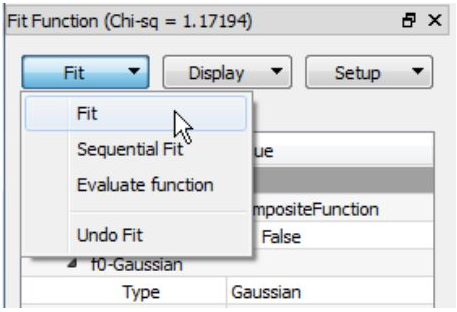 Fit Function (Chi-sq = 1.17194)
Fit Display Setup
Fit
Sequential Fit
Evaluate function
Undo Fit
ue
mpositeFunction
False
f0-Gaussian
Type Gaussian